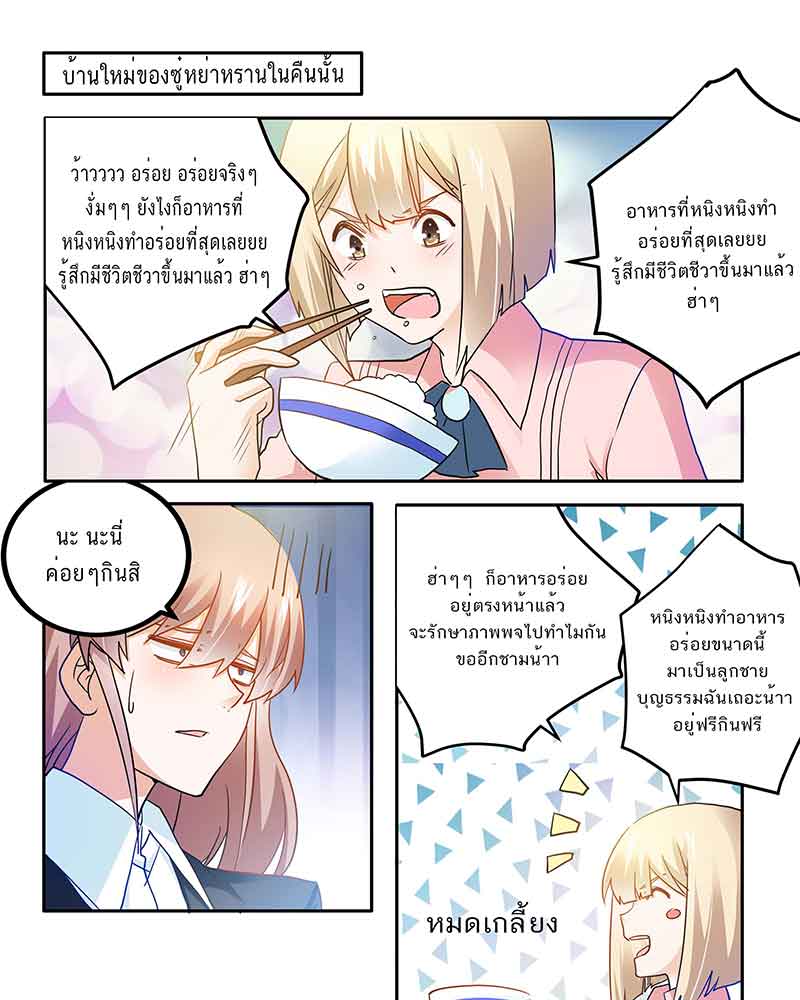 บ้านใหม่ของซู๋หย่าหรานในคืนนั้น
ว้าวววว อร่อย อร่อยจริงๆ
งั่มๆๆ ยังไงก็อาหารที่
หนิงหนิงทำอร่อยที่สุดเลยยย
รู้สึกมีชีวิตชีวาขึ้นมาแล้ว ฮ่าๆ
อาหารที่หนิงหนิงทำ
อร่อยที่สุดเลยยย
รู้สึกมีชีวิตชีวาขึ้นมาแล้ว
ฮ่าๆ
นะ นะนี่
ค่อยๆกินสิ
ฮ่าๆๆ ก็อาหารอร่อย
อยู่ตรงหน้าแล้ว
จะรักษาภาพพจไปทำไมกัน
ขออีกชามน้าา
หนิงหนิงทำอาหาร
อร่อยขนาดนี้
มาเป็นลูกชาย
บุญธรรมฉันเถอะน้าา
อยู่ฟรีกินฟรี
หมดเกลี้ยง